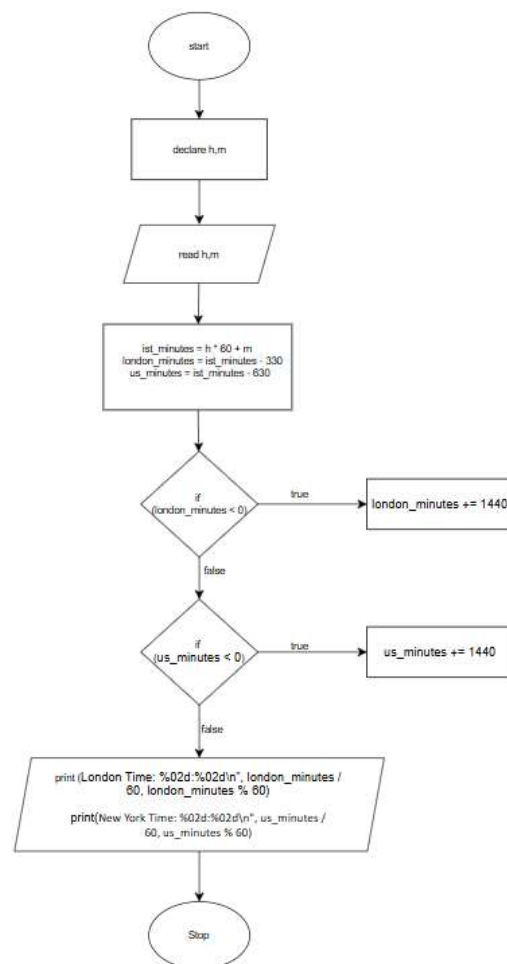 start
declare h,m
read h,m
ist_minutes = h * 60 + m
london_minutes = ist_minutes - 330
us_minutes = ist_minutes - 630
if
(london_minutes < 0)
true
london_minutes += 1440
false
if
(us_minutes < 0)
true
us_minutes += 1440
false
print (London Time: %02d:%02d\n", london_minutes /
60, london_minutes % 60)
print(New York Time: %02d:%02d\n", us_minutes /
60, us_minutes % 60)
Stop